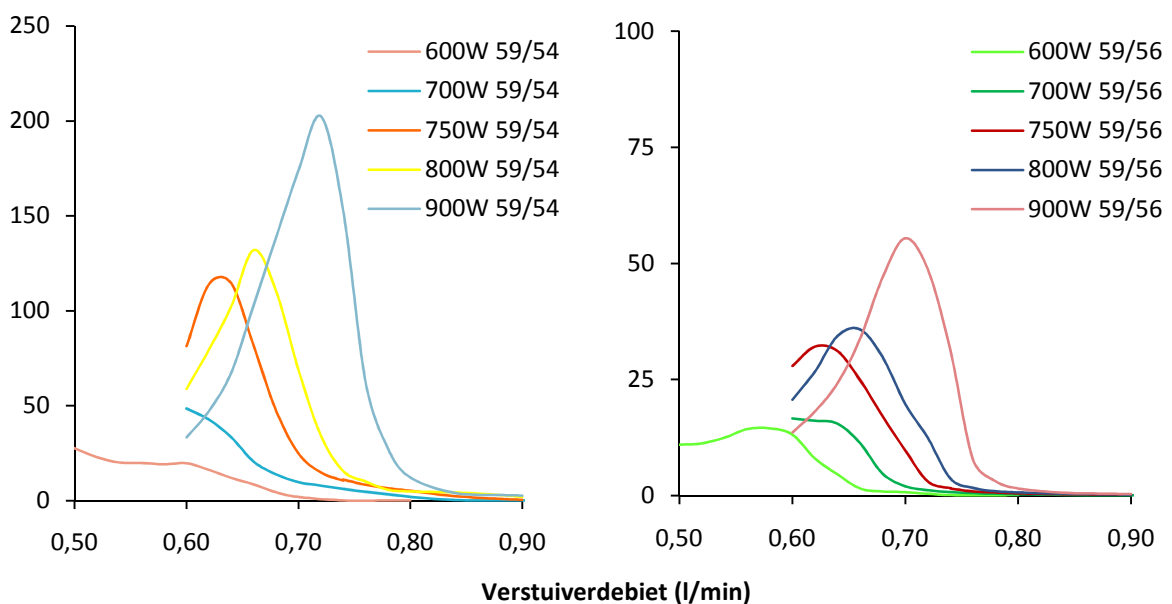 250
200
150
100
50
0
0,50 0,60 0,70 0,80 0,90
600W 59/54
700W 59/54
750W 59/54
800W 59/54
900W 59/54
100
75
50
25
0
0,50 0,60 0,70 0,80 0,90
600W 59/56
700W 59/56
750W 59/56
800W 59/56
900W 59/56
Verstuiverdebiet (l/min)